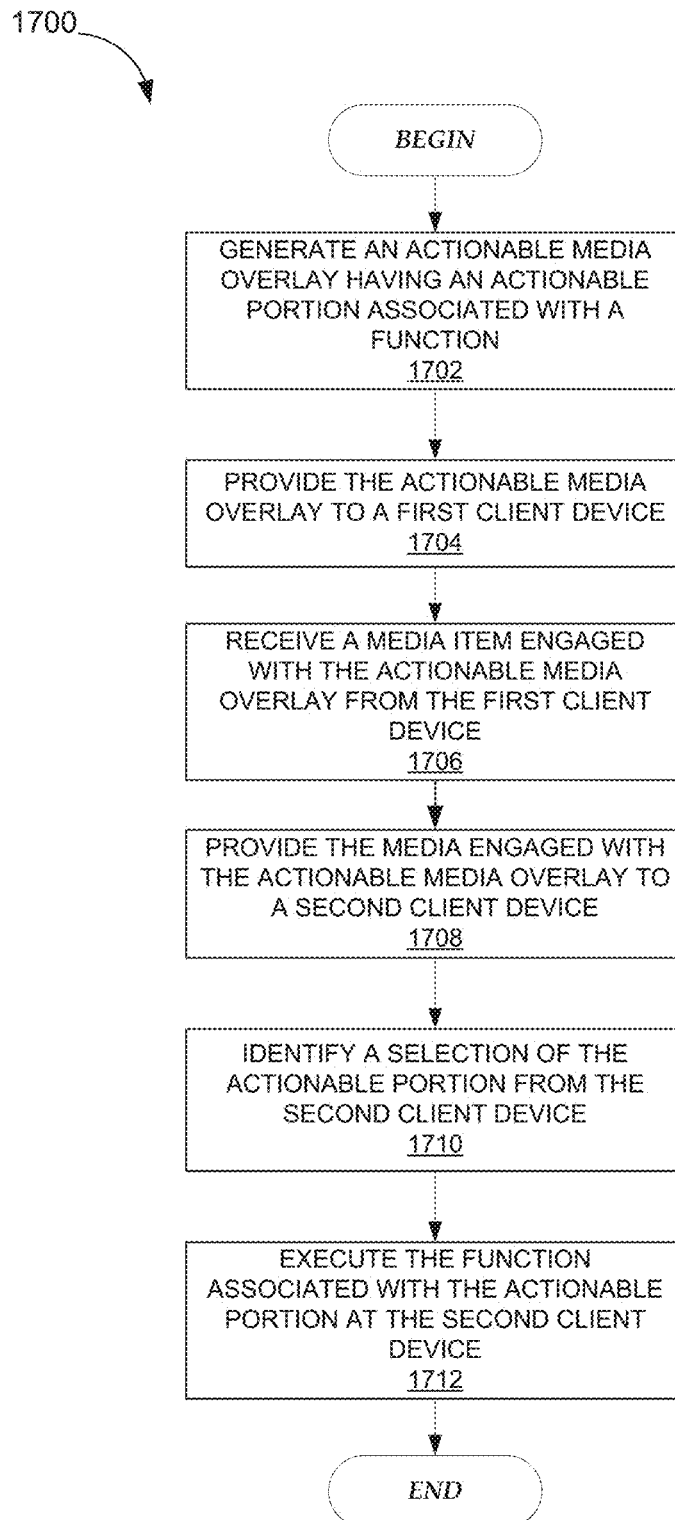 1700
BEGIN
GENERATE AN ACTIONABLE MEDIA
OVERLAY HAVING AN ACTIONABLE
PORTION ASSOCIATED WITH A
FUNCTION
1702
PROVIDE THE ACTIONABLE MEDIA
OVERLAY TO A FIRST CLIENT DEVICE
1704
RECEIVE A MEDIA ITEM ENGAGED
WITH THE ACTIONABLE MEDIA
OVERLAY FROM THE FIRST CLIENT
DEVICE
1706
PROVIDE THE MEDIA ENGAGED WITH
THE ACTIONABLE MEDIA OVERLAY TO
A SECOND CLIENT DEVICE
1708
IDENTIFY A SELECTION OF THE
ACTIONABLE PORTION FROM THE
SECOND CLIENT DEVICE
1710
EXECUTE THE FUNCTION
ASSOCIATED WITH THE ACTIONABLE
PORTION AT THE SECOND CLIENT
DEVICE
1712
END